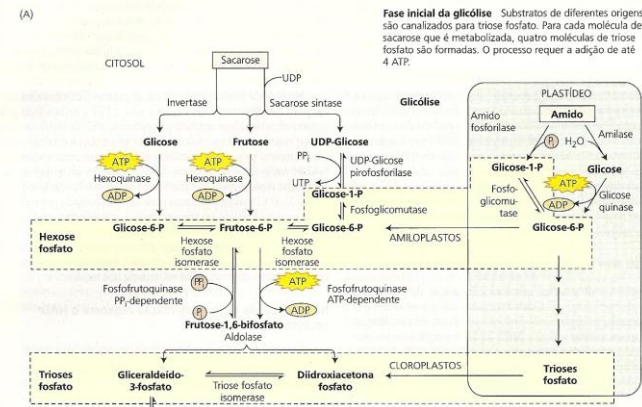 (A)
Fase inicial da glicólise Substratos de diferentes origens
são canalizados para triose fosfato. Para cada molécula de
sacarose que é metabolizada, quatro moléculas de triose
fosfato são formadas. O processo requer a adição de até
4 ATP.
CITOSOL
Sacarose
UDP
Invertase
Sacarose sintase
Glicólise
PLASTÍDEO
Amido
Amido
fosforilase
Pi
H₂O
Amilase
Glicose
Frutose
UDP-Glicose
ATP
Hexoquinase
ADP
ATP
Hexoquinase
ADP
PPi
UTP
UDP-Glicose
pirofosforilase
Glicose-1-P
Fosfoglicomutase
Glicose-1-P
Glicose
Fosfo-
glicomu-
tase
ATP
ADP
Glicose
quinase
Hexose
fosfato
Glicose-6-P
Frutose-6-P
Glicose-6-P
AMILOPLASTOS
Glicose-6-P
Hexose
fosfato
isomerase
Hexose
fosfato
isomerase
Fosfofrutoquinase
PPi-dependente
PPi
Pi
ATP
ADP
Fosfofrutoquinase
ATP-dependente
Frutose-1,6-bifosfato
Aldolase
Trioses
fosfato
Gliceraldeído-
3-fosfato
Triose fosfato
isomerase
Diidroxiacetona
fosfato
CLOROPLASTOS
Trioses
fosfato